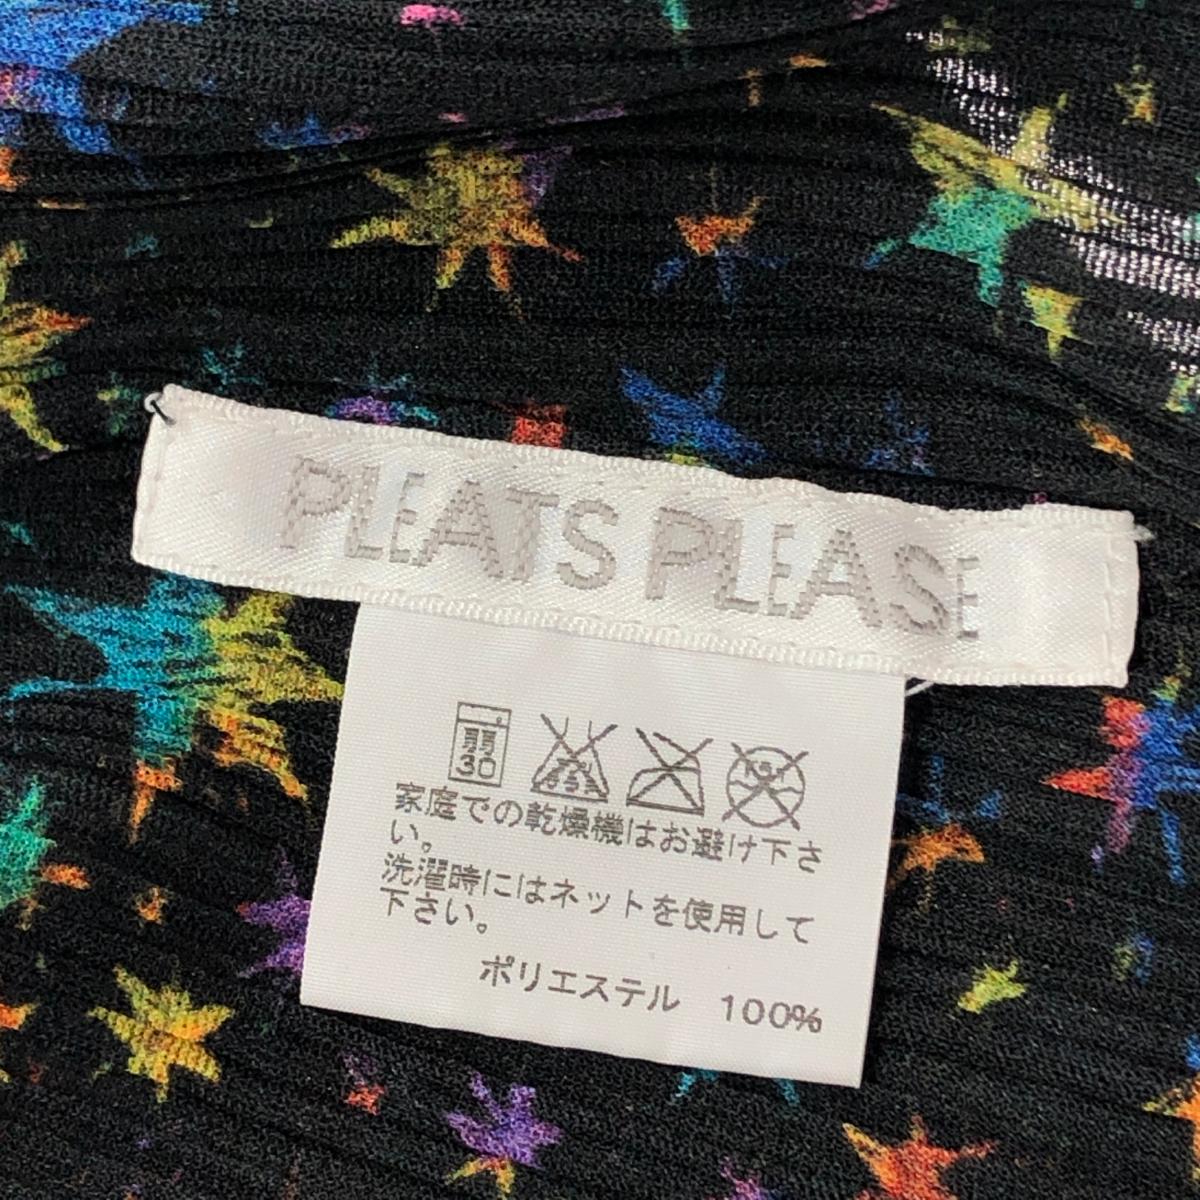 PLEATS PLEASE
弱
30
家庭での乾燥機はお避け下さ
い。
洗濯時にはネットを使用して
下さい。
ポリエステル 100%